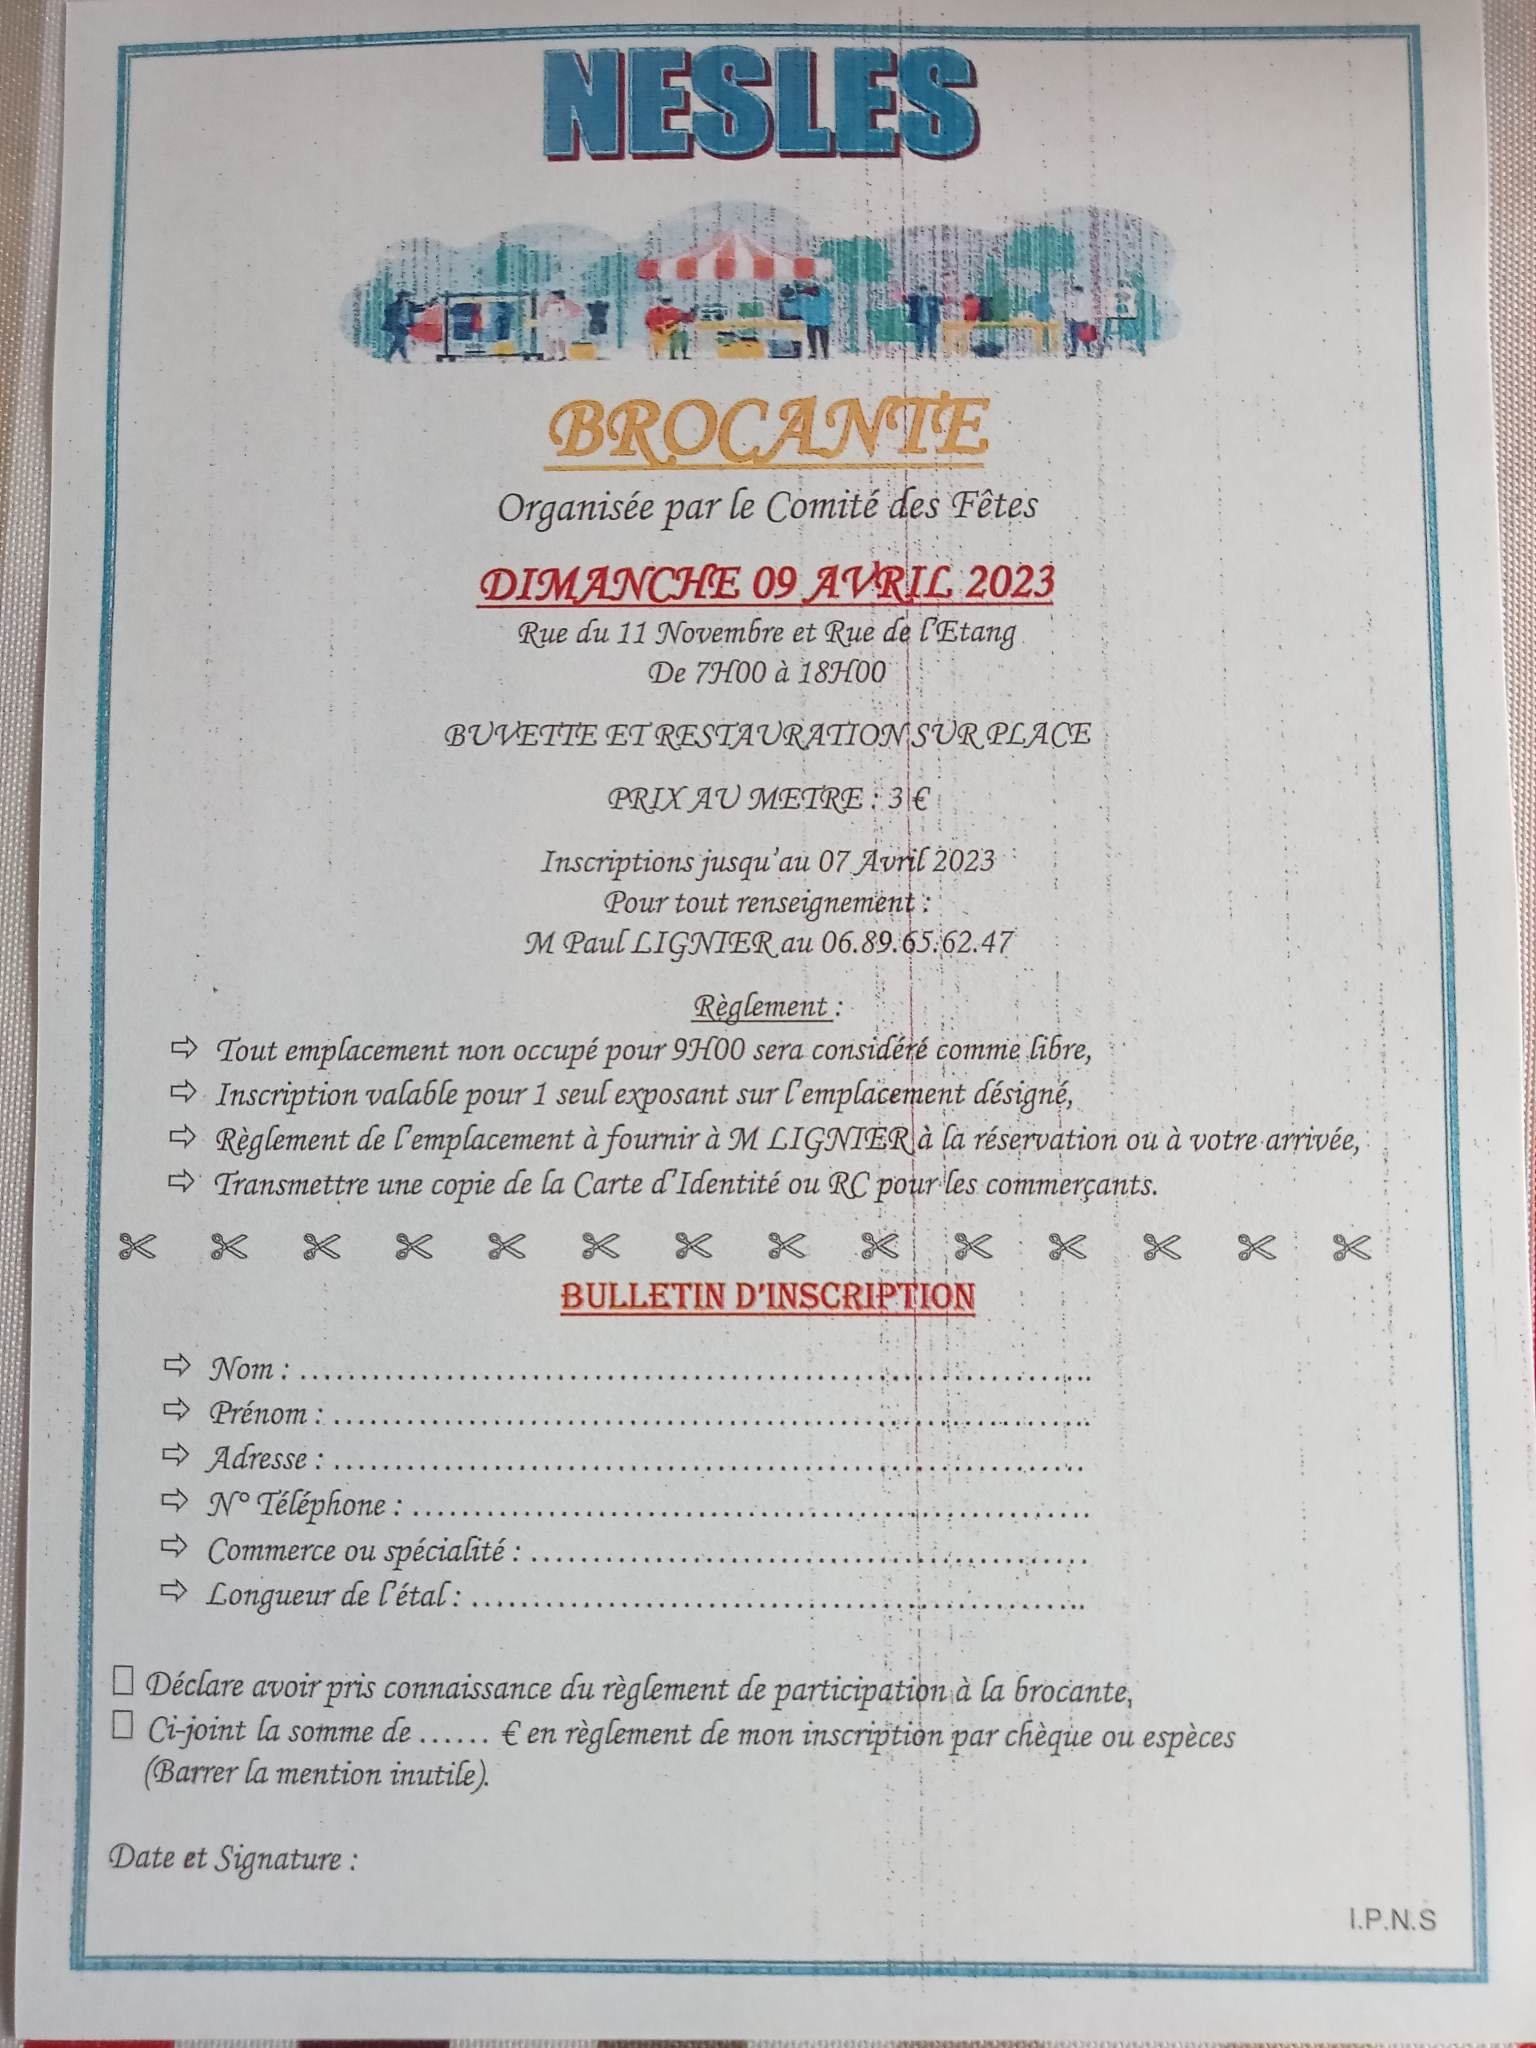 NESLES
BROCANTE
Organisée par le Comité des Fêtes
DIMANCHE 09 AVRIL 2023
Rue du 11 Novembre et Rue de l'Etang
De 7H00 à 18H00
BUVETTE ET RESTAURATION SUR PLACE
PRIX AU METRE : 3 €
Inscriptions jusqu'au 07 Avril 2023
Pour tout renseignement :
M Paul LIGNIER au 06.89.65.62.47
Règlement :
⇨ Tout emplacement non occupé pour 9H00 sera considéré comme libre,
⇨ Inscription valable pour 1 seul exposant sur l'emplacement désigné,
⇨ Règlement de l'emplacement à fournir à M LIGNIER à la réservation ou à votre arrivée,
⇨ Transmettre une copie de la Carte d'Identité ou RC pour les commerçants.
BULLETIN D'INSCRIPTION
⇨ Nom : ...............................................................
⇨ Prénom : ...............................................................
⇨ Adresse : ...............................................................
⇨ N° Téléphone : ...............................................................
⇨ Commerce ou spécialité : ...............................................................
⇨ Longueur de l'étal : ...............................................................
☐ Déclare avoir pris connaissance du règlement de participation à la brocante,
☐ Ci-joint la somme de ...... € en règlement de mon inscription par chèque ou espèces
(Barrer la mention inutile).
Date et Signature :
I.P.N.S